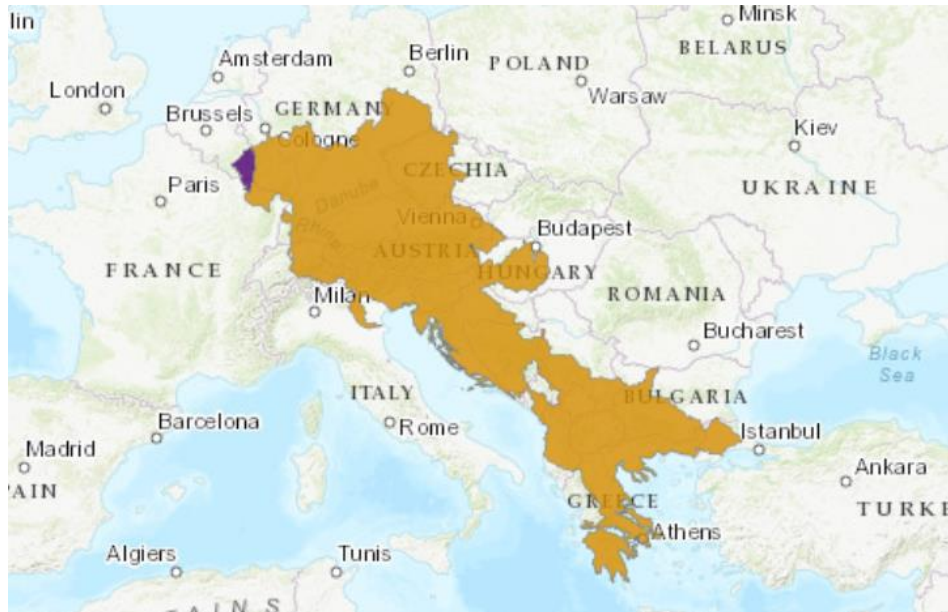 lin
Minsk
BELARUS
Amsterdam
Berlin
POLAND
London
Warsaw
Brussels
GERMANY
Cologne
Kiev
CZECHIA
Paris
UKRAINE
Danube
Rhine
Vienna
Budapest
AUSTRIA
HUNGARY
FRANCE
Milan
ROMANIA
Bucharest
Black
Sea
ITALY
BULGARIA
Barcelona
Rome
Istanbul
Madrid
Ankara
PAIN
GREECE
TURKE
Athens
Algiers
Tunis
AINS